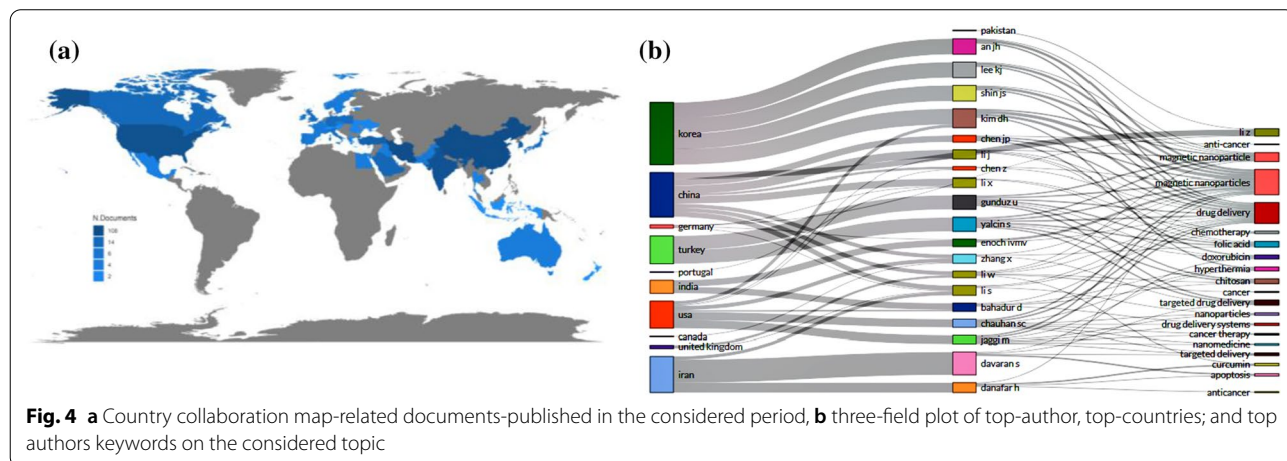 (a)
N.Documents
108
14
8
4
2
(b)
korea
china
germany
turkey
portugal
india
usa
canada
united kingdom
iran
pakistan
an jh
lee kj
shin js
kim dh
chen jp
li j
chen z
li x
gunduz u
yalcin s
enoch ivmv
zhang x
li w
li s
bahadur d
chauhan sc
jaggi m
davaran s
danafar h
li z
anti-cancer
magnetic nanoparticle
magnetic nanoparticles
drug delivery
chemotherapy
folic acid
doxorubicin
hyperthermia
chitosan
cancer
targeted drug delivery
nanoparticles
drug delivery systems
cancer therapy
nanomedicine
targeted delivery
curcumin
apoptosis
anticancer
Fig. 4 a Country collaboration map-related documents-published in the considered period, b three-field plot of top-author, top-countries; and top
authors keywords on the considered topic